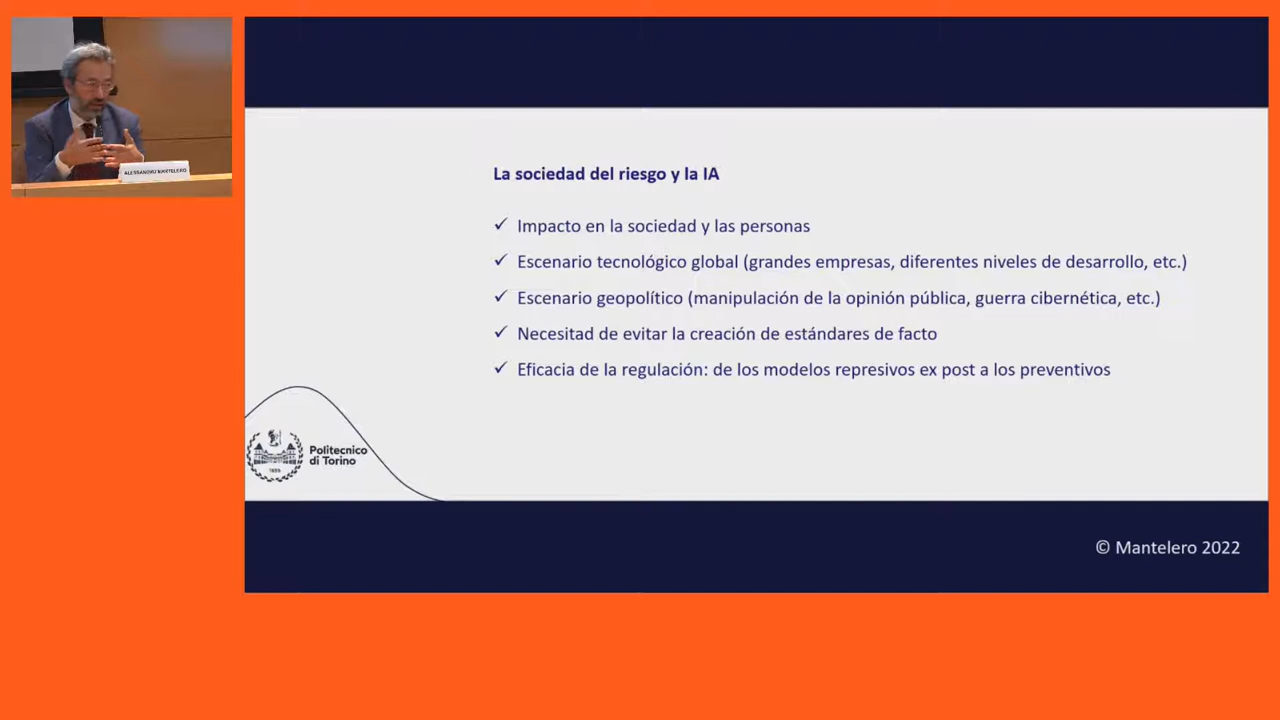 ALESSANDRO MANTELERO
La sociedad del riesgo y la IA
✓ Impacto en la sociedad y las personas
✓ Escenario tecnológico global (grandes empresas, diferentes niveles de desarrollo, etc.)
✓ Escenario geopolítico (manipulación de la opinión pública, guerra cibernética, etc.)
✓ Necesitad de evitar la creación de estándares de facto
✓ Eficacia de la regulación: de los modelos represivos ex post a los preventivos
Politecnico
di Torino
© Mantelero 2022